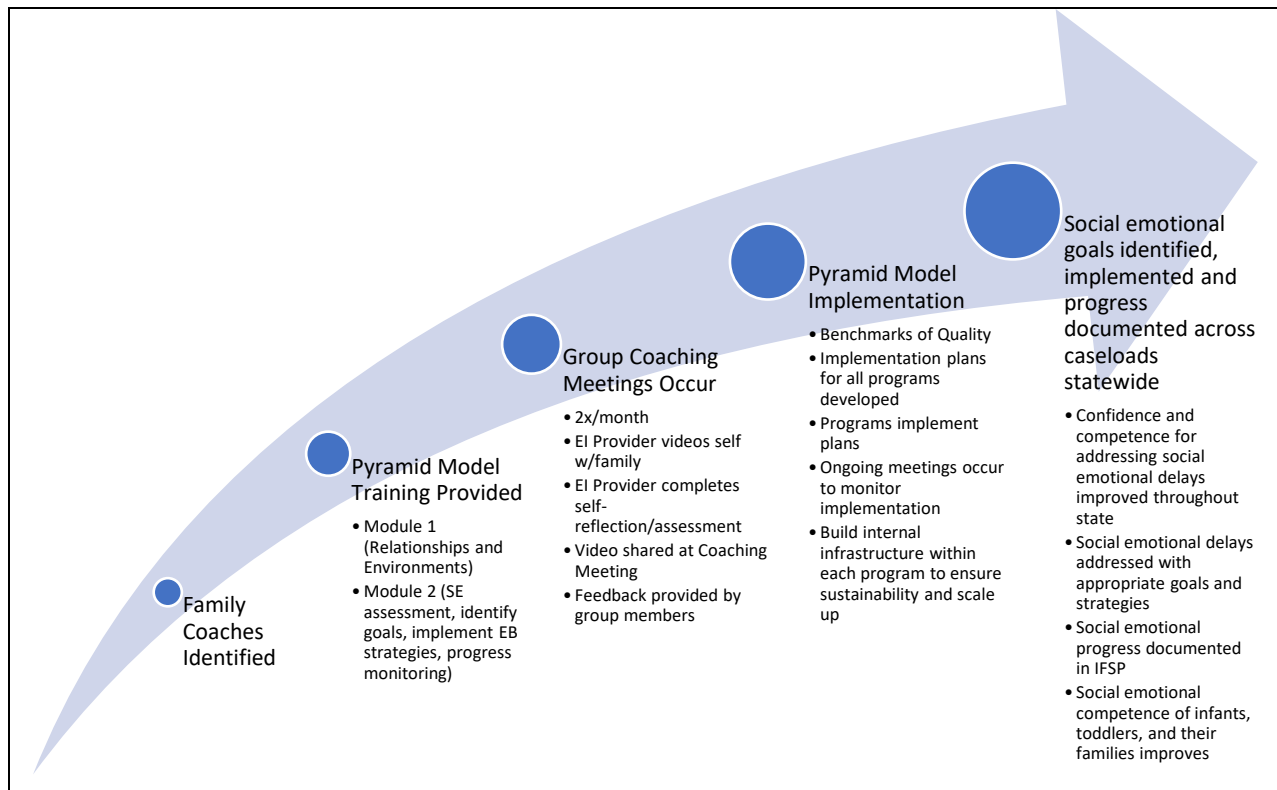 Family
Coaches
Identified
Pyramid Model
Training Provided
• Module 1
(Relationships and
Environments)
• Module 2 (SE
assessment, identify
goals, implement EB
strategies, progress
monitoring)
Group Coaching
Meetings Occur
• 2x/month
• EI Provider videos self
w/family
• EI Provider completes
self-
reflection/assessment
• Video shared at Coaching
Meeting
• Feedback provided by
group members
Pyramid Model
Implementation
• Benchmarks of Quality
• Implementation plans
for all programs
developed
• Programs implement
plans
• Ongoing meetings occur
to monitor
implementation
• Build internal
infrastructure within
each program to ensure
sustainability and scale
up
Social emotional
goals identified,
implemented and
progress
documented across
caseloads
statewide
• Confidence and
competence for
addressing social
emotional delays
improved throughout
state
• Social emotional delays
addressed with
appropriate goals and
strategies
• Social emotional
progress documented
in IFSP
• Social emotional
competence of infants,
toddlers, and their
families improves